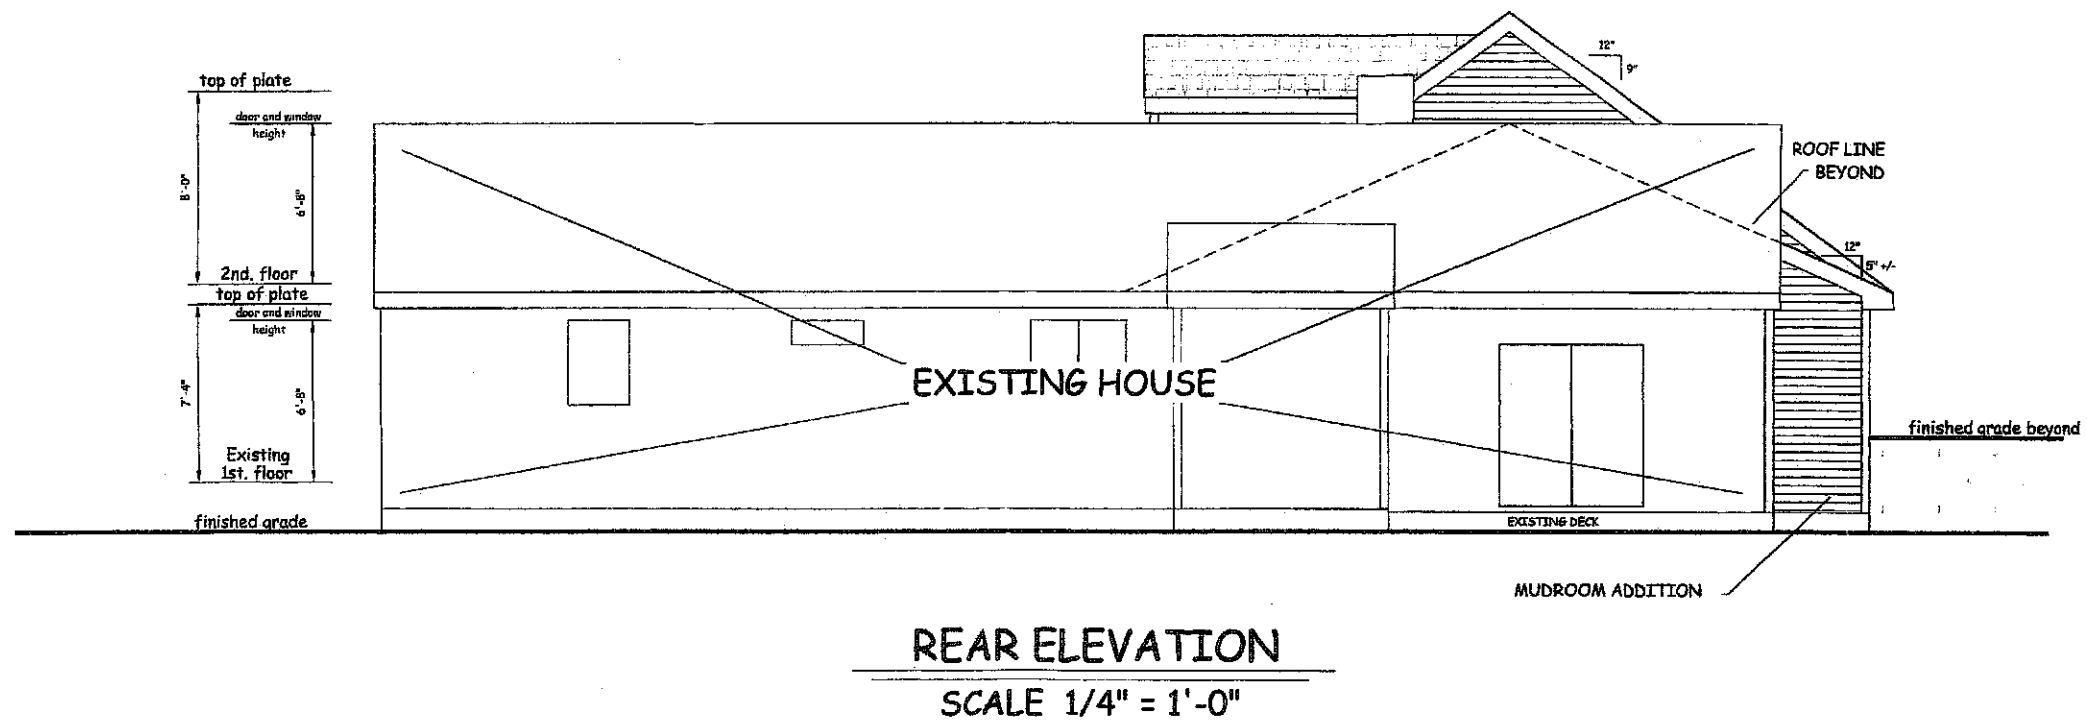 12"
9"
top of plate
door and window
height
8'-0"
6'-8"
ROOF LINE
BEYOND
12"
5" +/-
2nd. floor
top of plate
door and window
height
7'-4"
6'-8"
EXISTING HOUSE
finished grade beyond
Existing
1st. floor
finished grade
EXISTING DECK
MUDROOM ADDITION
REAR ELEVATION
SCALE 1/4" = 1'-0"